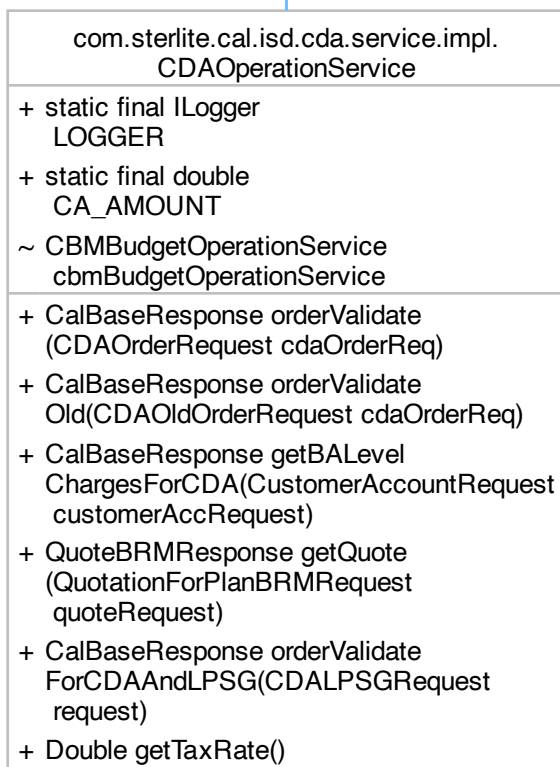 com.sterlite.cal.isd.cda.service.impl.
CDAOperationService
+ static final ILogger
LOGGER
+ static final double
CA_AMOUNT
~ CBMBudgetOperationService
cbmBudgetOperationService
+ CalBaseResponse orderValidate
(CDAOrderRequest cdaOrderReq)
+ CalBaseResponse orderValidate
Old(CDAOldOrderRequest cdaOrderReq)
+ CalBaseResponse getBALevel
ChargesForCDA(CustomerAccountRequest
customerAccRequest)
+ QuoteBRMResponse getQuote
(QuotationForPlanBRMRequest
quoteRequest)
+ CalBaseResponse orderValidate
ForCDAAndLPSG(CDALPSGRequest
request)
+ Double getTaxRate()